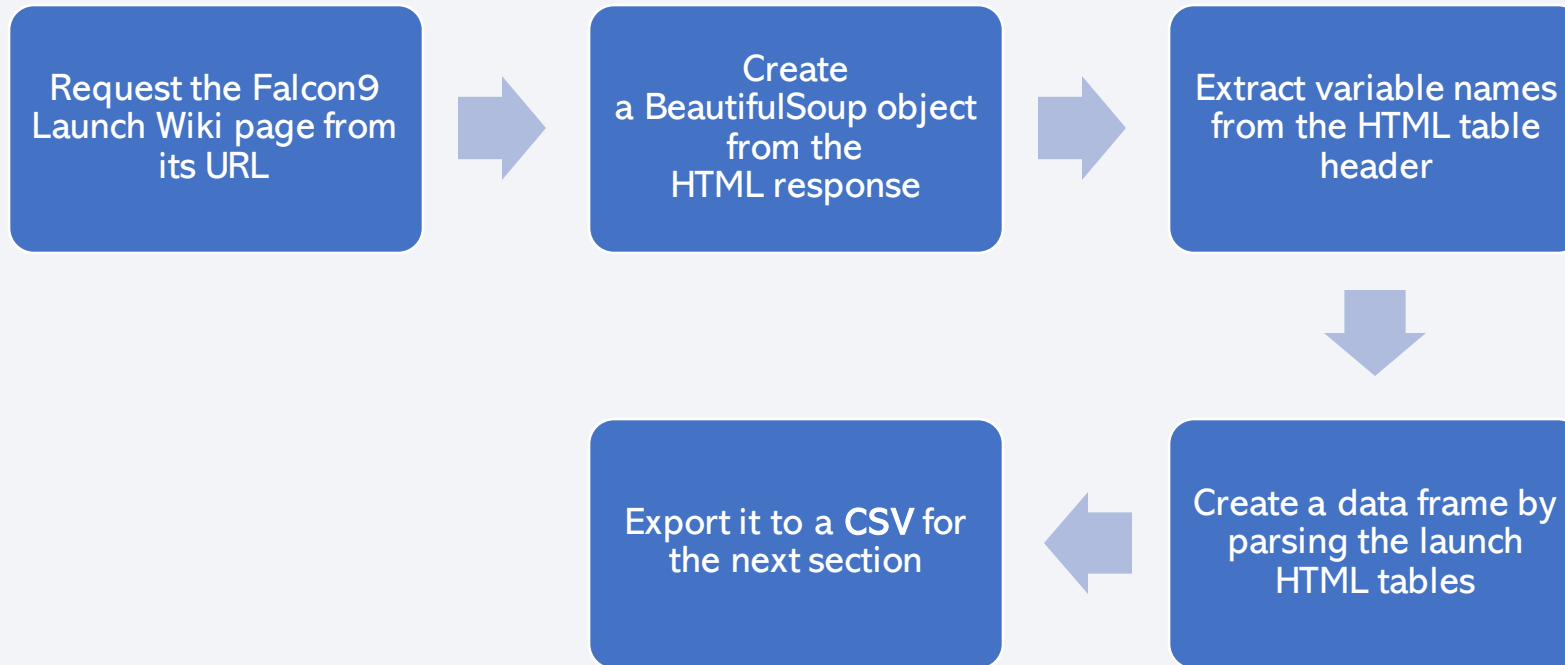 Request the Falcon9
Launch Wiki page from
its URL
Create
a BeautifulSoup object
from the
HTML response
Extract variable names
from the HTML table
header
Create a data frame by
parsing the launch
HTML tables
Export it to a CSV for
the next section